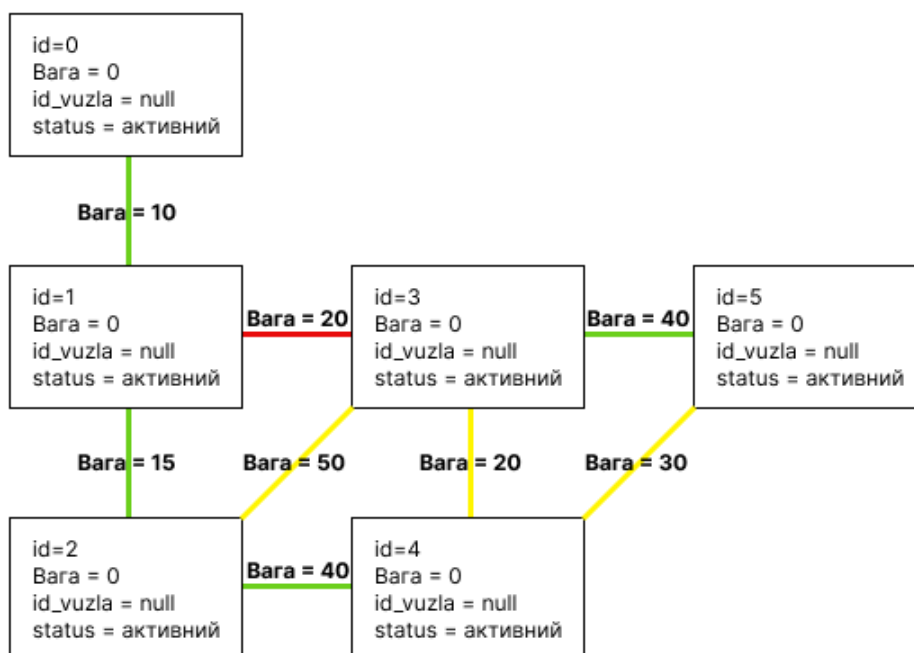 id=0
Вага = 0
id_vuzla = null
status = активний
Вага = 10
id=1
Вага = 0
id_vuzla = null
status = активний
Вага = 20
id=3
Вага = 0
id_vuzla = null
status = активний
Вага = 40
id=5
Вага = 0
id_vuzla = null
status = активний
Вага = 15
Вага = 50
Вага = 20
Вага = 30
id=2
Вага = 0
id_vuzla = null
status = активний
Вага = 40
id=4
Вага = 0
id_vuzla = null
status = активний